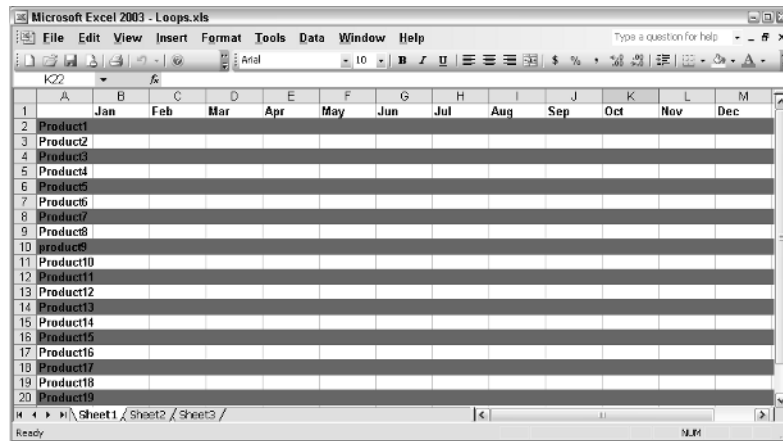 Microsoft Excel 2003 - Loops.xls
File Edit View Insert Format Tools Data Window Help Type a question for help
Arial 10 B I U $ % ,
K22 fx
A B C D E F G H I J K L M
1 Jan Feb Mar Apr May Jun Jul Aug Sep Oct Nov Dec
2 Product1
3 Product2
4 Product3
5 Product4
6 Product5
7 Product6
8 Product7
9 Product8
10 product9
11 Product10
12 Product11
13 Product12
14 Product13
15 Product14
16 Product15
17 Product16
18 Product17
19 Product18
20 Product19
Sheet1 / Sheet2 / Sheet3 /
Ready NUM